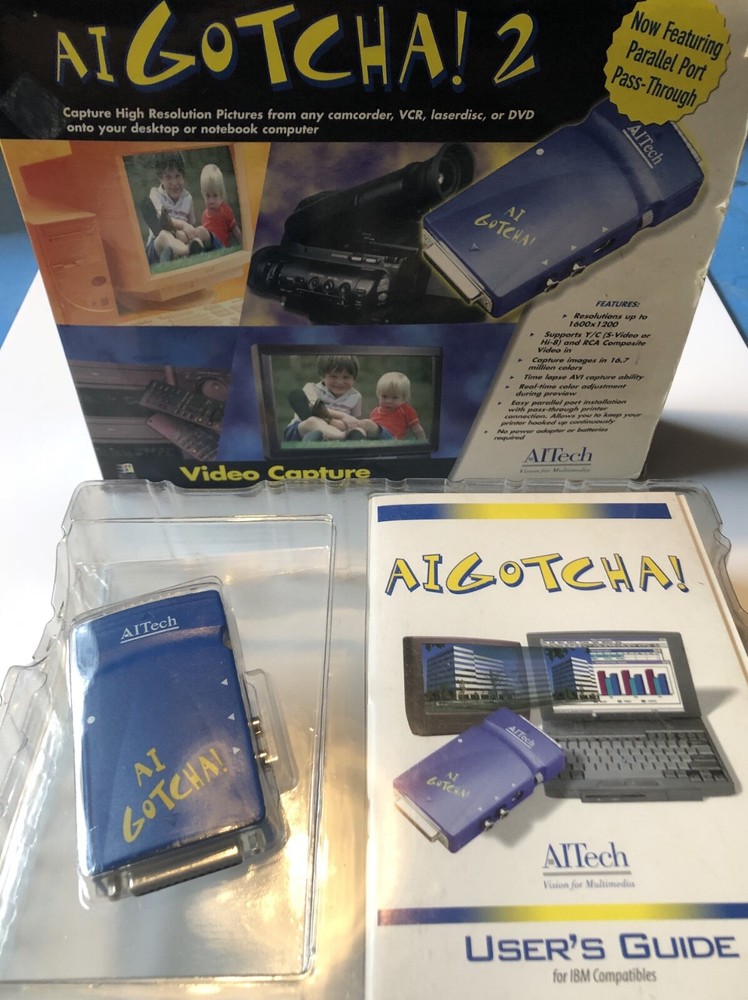 AI GOTCHA! 2
Now Featuring
Parallel Port
Pass-Through
Capture High Resolution Pictures from any camcorder, VCR, laserdisc, or DVD
onto your desktop or notebook computer
AITech
AI
GOTCHA!
FEATURES:
Resolutions up to
1600x1200
Supports Y/C (S-Video or
Hi-8) and RCA Composite
Video in
Capture images in 16.7
million colors
Time lapse AVI capture ability
Real-time color adjustment
during preview
Easy parallel port installation
with pass-through printer
connection. Allows you to keep your
printer hooked up continuously
No power adapter or batteries
required
AITech
Vision for Multimedia
Video Capture
AITech
AI
GOTCHA!
AIGOTCHA!
AITech
AI
GOTCHA!
AITech
Vision for Multimedia
USER'S GUIDE
for IBM Compatibles